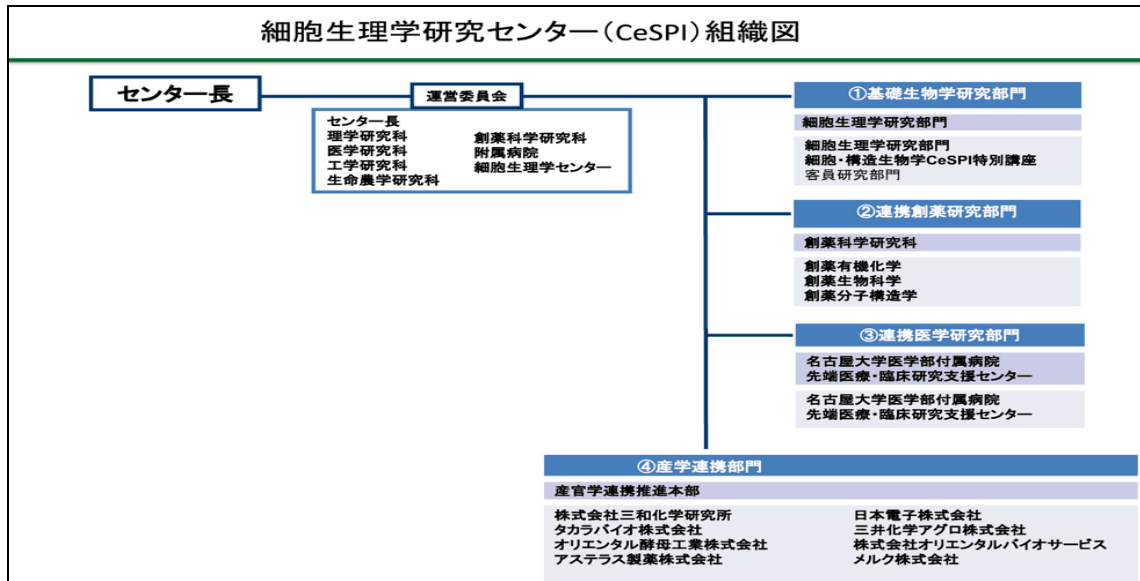 細胞生理学研究センター(CeSPI)組織図
センター長
運営委員会
センター長
理学研究科
医学研究科
工学研究科
生命農学研究科
創薬科学研究科
附属病院
細胞生理学センター
①基礎生物学研究部門
細胞生理学研究部門
細胞生理学研究部門
細胞・構造生物学CeSPI特別講座
客員研究部門
②連携創薬研究部門
創薬科学研究科
創薬有機化学
創薬生物科学
創薬分子構造学
③連携医学研究部門
名古屋大学医学部付属病院
先端医療・臨床研究支援センター
名古屋大学医学部付属病院
先端医療・臨床研究支援センター
④産学連携部門
産官学連携推進本部
株式会社三和化学研究所
タカラバイオ株式会社
オリエンタル酵母工業株式会社
アステラス製薬株式会社
日本電子株式会社
三井化学アグロ株式会社
株式会社オリエンタルバイオサービス
メルク株式会社